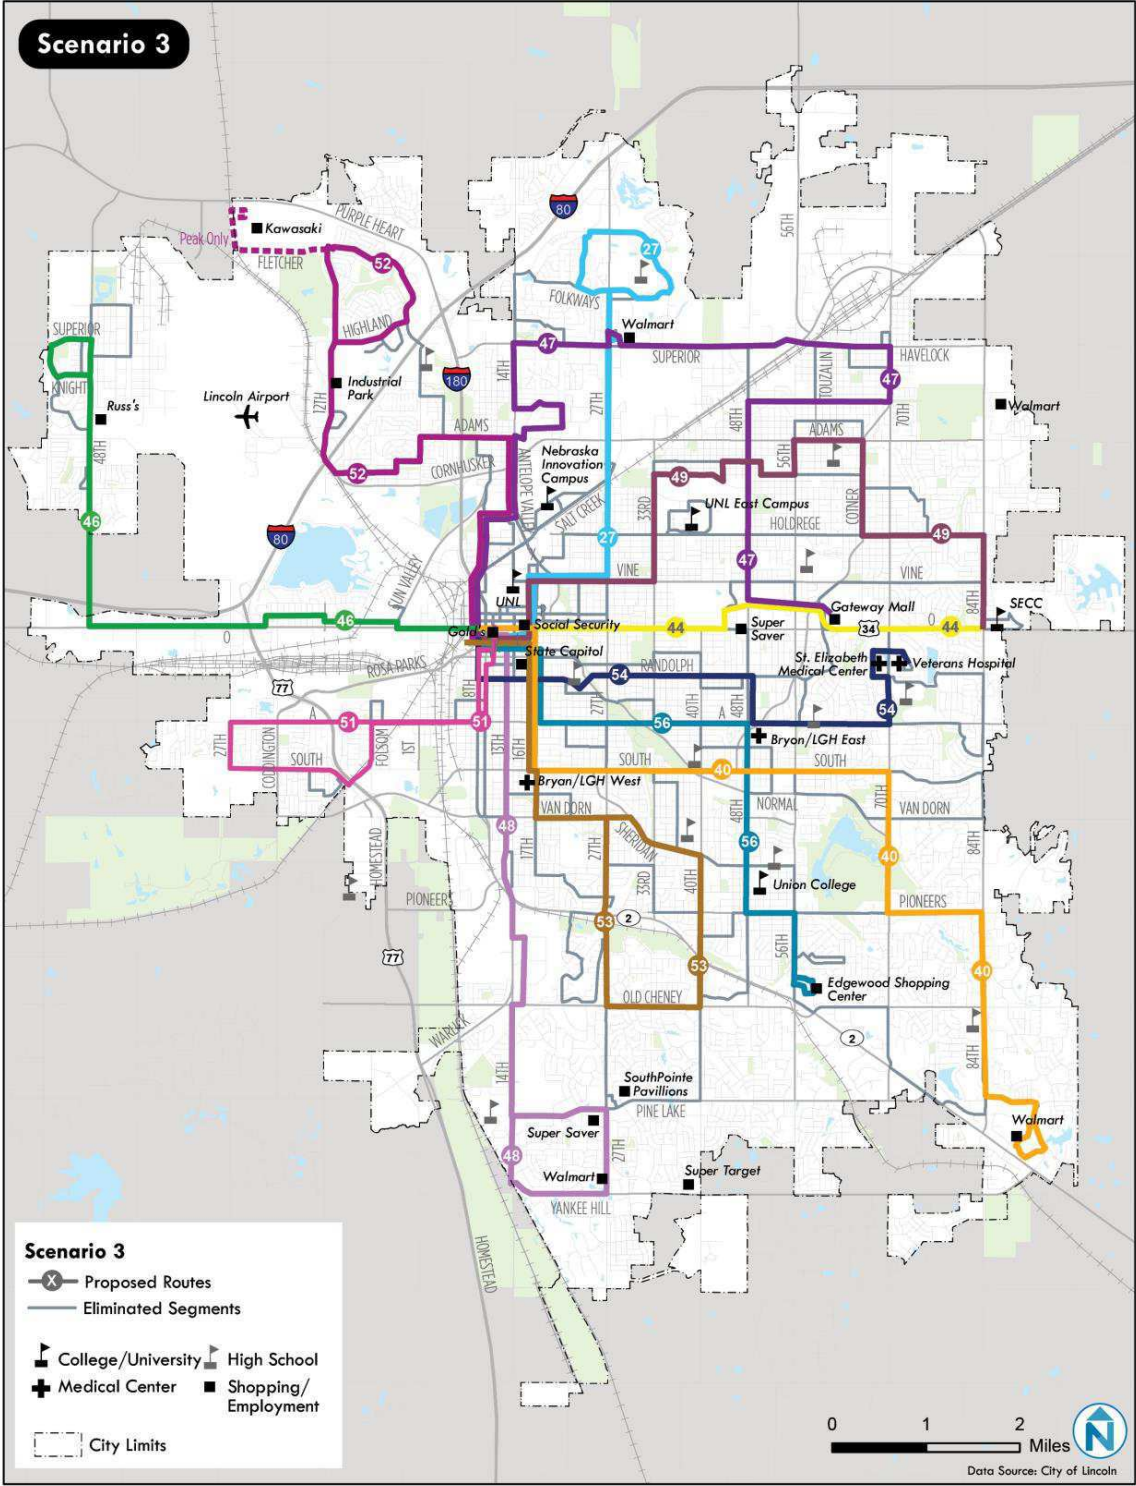 Scenario 3
80
56TH
Kawasaki
PURPLE HEART
Peak Only
FLETCHER
52
27
FOLKWAYS
HIGHLAND
Walmart
SUPERIOR
47
SUPERIOR
HAVELOCK
14TH
TOUZALIN
KNIGHT
180
47
Industrial
Park
12TH
Lincoln Airport
27TH
Russ's
48TH
70TH
Walmart
ADAMS
ADAMS
48TH
ANTELOPE VALLEY
Nebraska
Innovation
Campus
56TH
CORNHUSKER
52
49
33RD
UNL East Campus
COTNER
SALT CREEK
HOLDREGE
46
80
27
49
47
VINE
VINE
SUN VALLEY
UNL
84TH
Gateway Mall
SECC
46
Social Security
44
Super
Saver
34
O
44
Gold's
O
State Capitol
RANDOLPH
St. Elizabeth
Medical Center
Veterans Hospital
ROSA PARKS
77
8TH
54
27TH
40TH
48TH
54
A
51
51
56
A
Bryon/LGH East
27TH
CODDINGTON
SOUTH
FOLSOM
1ST
13TH
16TH
SOUTH
40
SOUTH
Bryan/LGH West
70TH
VAN DORN
NORMAL
VAN DORN
48
17TH
27TH
SHERIDAN
48TH
56
84TH
HOMESTEAD
40
33RD
40TH
Union College
PIONEERS
PIONEERS
53
2
56TH
77
53
40
Edgewood Shopping
Center
OLD CHENEY
WARLICK
2
14TH
84TH
SouthPointe
Pavillions
PINE LAKE
Super Saver
Walmart
48
27TH
Walmart
Super Target
YANKEE HILL
HOMESTEAD
Scenario 3
X Proposed Routes
Eliminated Segments
College/University
High School
Medical Center
Shopping/
Employment
City Limits
0 1 2
Miles
N
Data Source: City of Lincoln